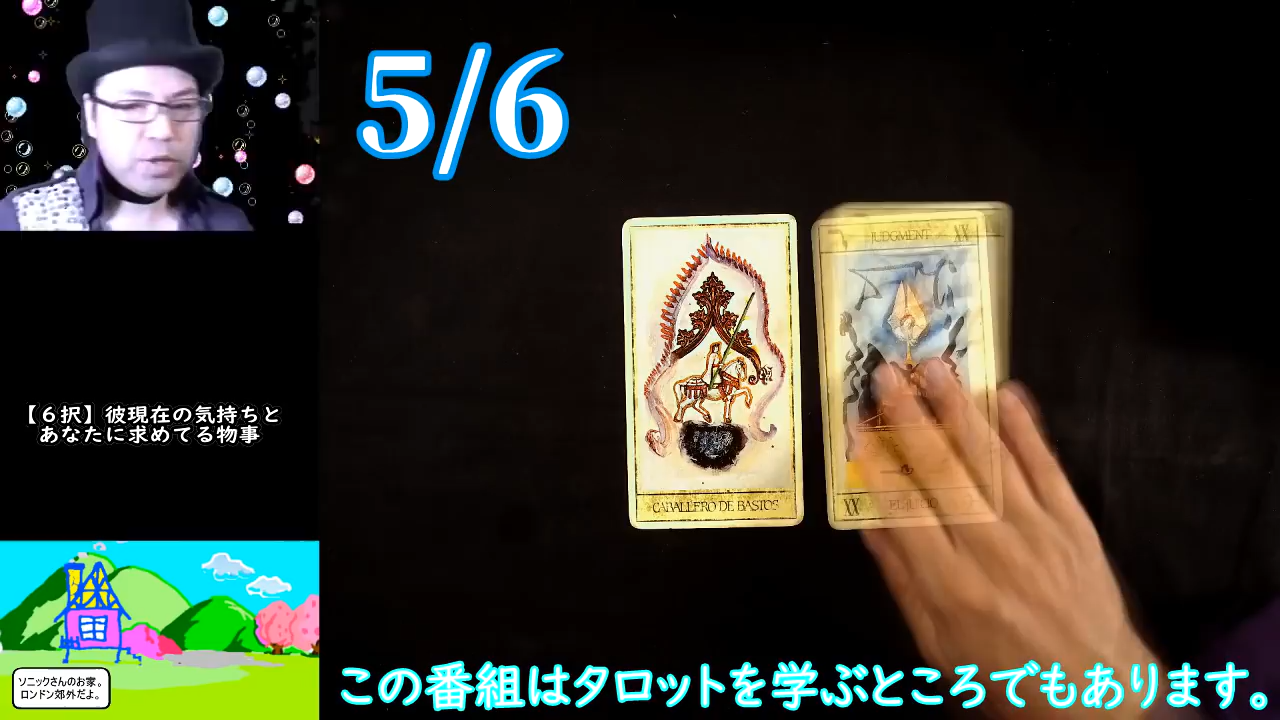 5/6
JUDGMENT XX
CABALLERO DE BASTOS
XX EL JUICIO
【６択】彼現在の気持ちと
あなたに求めてる物事
ソニックさんのお家。
ロンドン郊外だよ。
この番組はタロットを学ぶところでもあります。